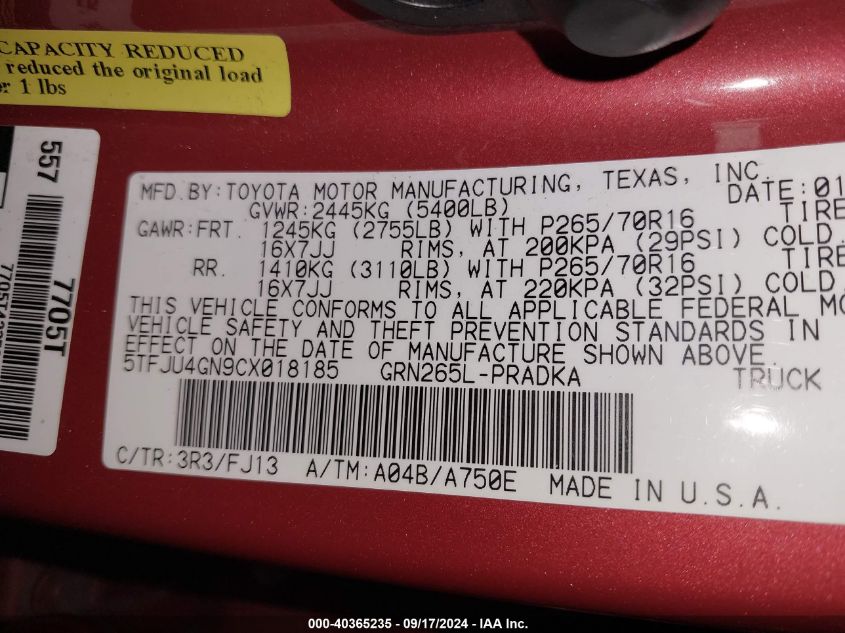 CAPACITY REDUCED
reduced the original load
1 lbs
557
7705T
MFD.BY:TOYOTA MOTOR MANUFACTURING, TEXAS, INC.
DATE:01
GVWR:2445KG (5400LB)
TIRE
GAWR:FRT. 1245KG (2755LB) WITH P265/70R16
16X7JJ RIMS, AT 200KPA (29PSI) COLD.
TIRE
RR. 1410KG (3110LB) WITH P265/70R16
16X7JJ RIMS, AT 220KPA (32PSI) COLD.
THIS VEHICLE CONFORMS TO ALL APPLICABLE FEDERAL MO
VEHICLE SAFETY AND THEFT PREVENTION STANDARDS IN
EFFECT ON THE DATE OF MANUFACTURE SHOWN ABOVE.
5TFJU4GN9CX018185 GRN265L-PRADKA TRUCK
C/TR:3R3/FJ13 A/TM:A04B/A750E MADE IN U.S.A.
000-40365235 - 09/17/2024 - IAA Inc.